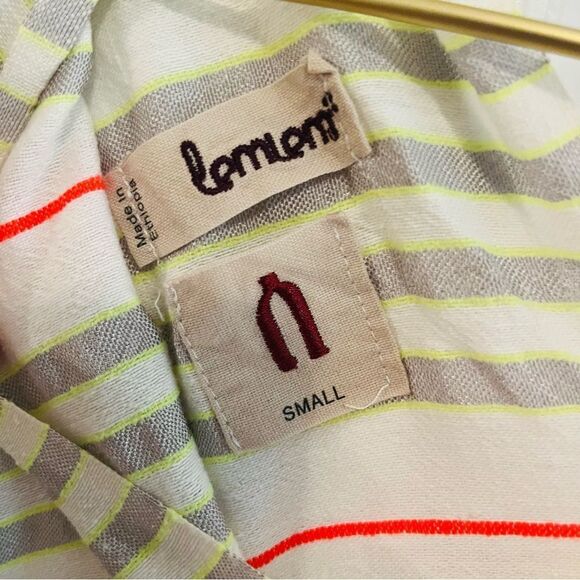 lemlem
Made in
Ethiopia
ለ
SMALL